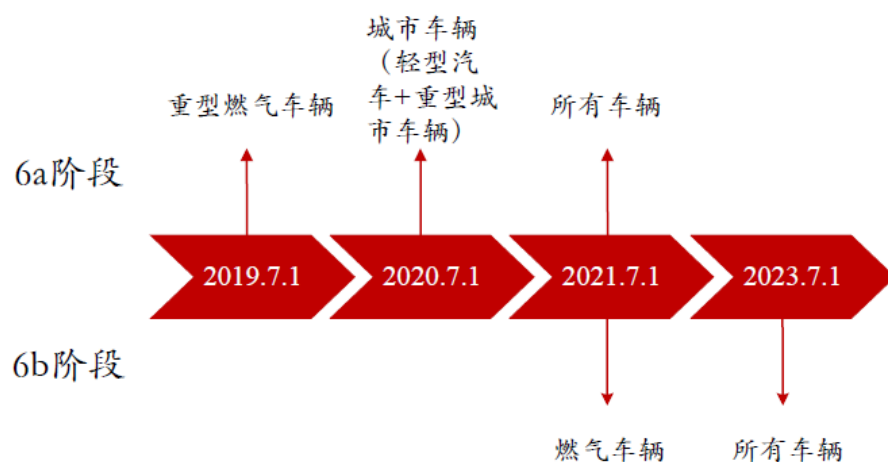 城市车辆
（轻型汽
车+重型城
市车辆）
重型燃气车辆
所有车辆
6a阶段
2019.7.1
2020.7.1
2021.7.1
2023.7.1
6b阶段
燃气车辆
所有车辆